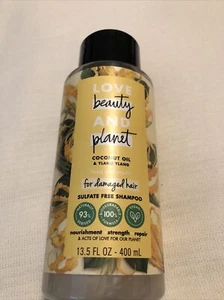 LOVE
beauty
AND
planet
COCONUT OIL
& YLANG YLANG
for damaged hair
SULFATE FREE SHAMPOO
93%
100%
nourishment strength repair
& ACTS OF LOVE FOR OUR PLANET
13.5 FL OZ – 400 mL